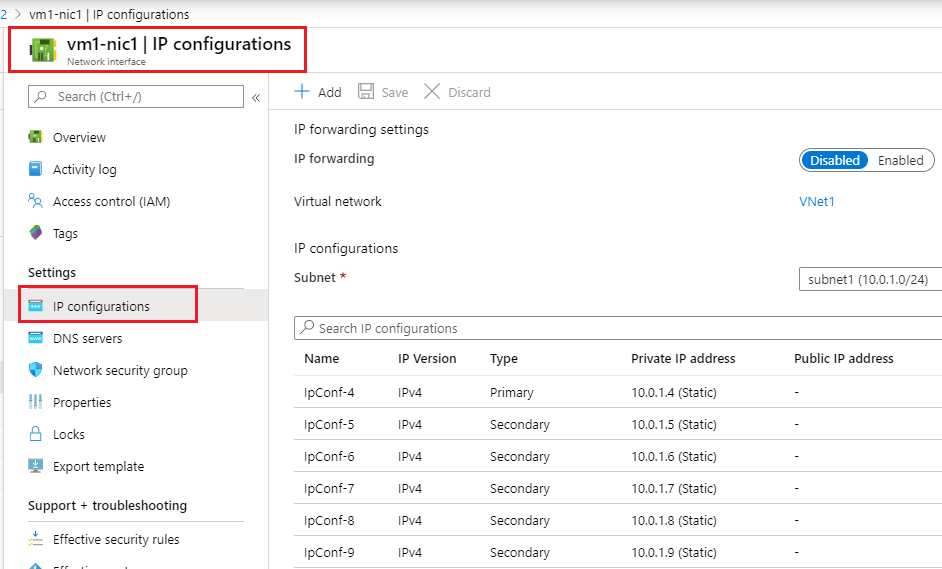 2 > vm1-nic1 | IP configurations
vm1-nic1 | IP configurations
Network interface
Search (Ctrl+/)
«
Overview
Activity log
Access control (IAM)
Tags
Settings
IP configurations
DNS servers
Network security group
Properties
Locks
Export template
Support + troubleshooting
Effective security rules
Add Save Discard
IP forwarding settings
IP forwarding Disabled Enabled
Virtual network VNet1
IP configurations
Subnet * subnet1 (10.0.1.0/24)
Search IP configurations
Name IP Version Type Private IP address Public IP address
IpConf-4 IPv4 Primary 10.0.1.4 (Static) -
IpConf-5 IPv4 Secondary 10.0.1.5 (Static) -
IpConf-6 IPv4 Secondary 10.0.1.6 (Static) -
IpConf-7 IPv4 Secondary 10.0.1.7 (Static) -
IpConf-8 IPv4 Secondary 10.0.1.8 (Static) -
IpConf-9 IPv4 Secondary 10.0.1.9 (Static) -